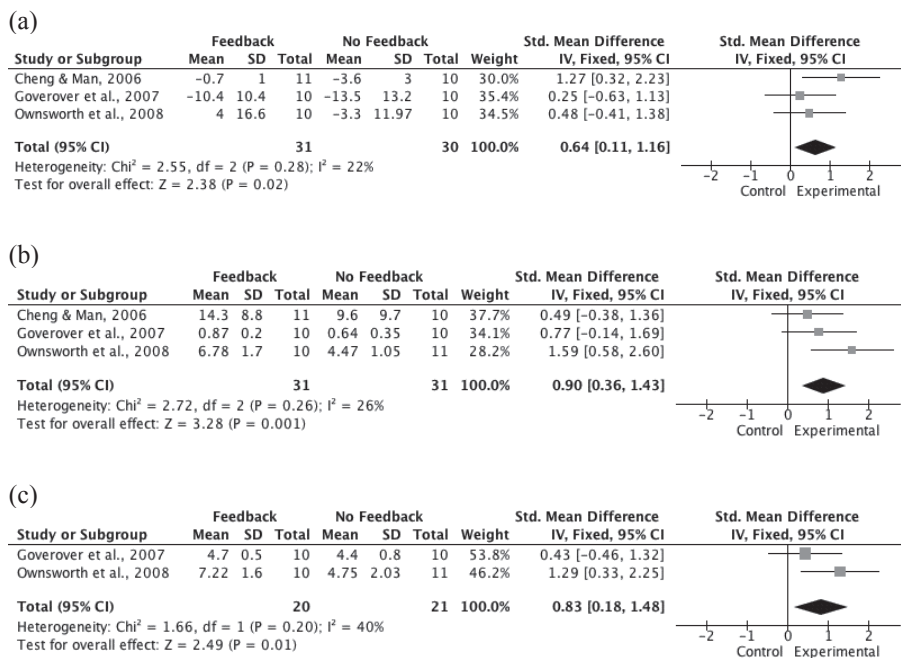 (a)
Feedback No Feedback Std. Mean Difference Std. Mean Difference
Study or Subgroup Mean SD Total Mean SD Total Weight IV, Fixed, 95% CI IV, Fixed, 95% CI
Cheng & Man, 2006 −0.7 1 11 −3.6 3 10 30.0% 1.27 [0.32, 2.23]
Goverover et al., 2007 −10.4 10.4 10 −13.5 13.2 10 35.4% 0.25 [−0.63, 1.13]
Ownsworth et al., 2008 4 16.6 10 −3.3 11.97 10 34.5% 0.48 [−0.41, 1.38]
Total (95% CI) 31 30 100.0% 0.64 [0.11, 1.16]
Heterogeneity: Chi² = 2.55, df = 2 (P = 0.28); I² = 22%
Test for overall effect: Z = 2.38 (P = 0.02)
−2 −1 0 1 2
Control Experimental
(b)
Feedback No Feedback Std. Mean Difference Std. Mean Difference
Study or Subgroup Mean SD Total Mean SD Total Weight IV, Fixed, 95% CI IV, Fixed, 95% CI
Cheng & Man, 2006 14.3 8.8 11 9.6 9.7 10 37.7% 0.49 [−0.38, 1.36]
Goverover et al., 2007 0.87 0.2 10 0.64 0.35 10 34.1% 0.77 [−0.14, 1.69]
Ownsworth et al., 2008 6.78 1.7 10 4.47 1.05 11 28.2% 1.59 [0.58, 2.60]
Total (95% CI) 31 31 100.0% 0.90 [0.36, 1.43]
Heterogeneity: Chi² = 2.72, df = 2 (P = 0.26); I² = 26%
Test for overall effect: Z = 3.28 (P = 0.001)
−2 −1 0 1 2
Control Experimental
(c)
Feedback No Feedback Std. Mean Difference Std. Mean Difference
Study or Subgroup Mean SD Total Mean SD Total Weight IV, Fixed, 95% CI IV, Fixed, 95% CI
Goverover et al., 2007 4.7 0.5 10 4.4 0.8 10 53.8% 0.43 [−0.46, 1.32]
Ownsworth et al., 2008 7.22 1.6 10 4.75 2.03 11 46.2% 1.29 [0.33, 2.25]
Total (95% CI) 20 21 100.0% 0.83 [0.18, 1.48]
Heterogeneity: Chi² = 1.66, df = 1 (P = 0.20); I² = 40%
Test for overall effect: Z = 2.49 (P = 0.01)
−2 −1 0 1 2
Control Experimental